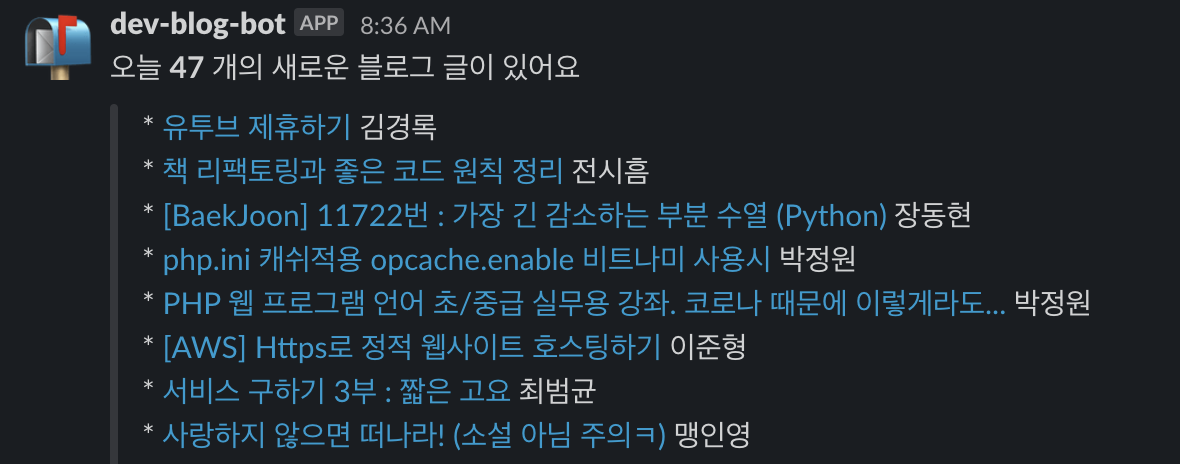 dev-blog-bot APP 8:36 AM
오늘 47 개의 새로운 블로그 글이 있어요
* 유투브 제휴하기 김경록
* 책 리팩토링과 좋은 코드 원칙 정리 전시흠
* [BaekJoon] 11722번 : 가장 긴 감소하는 부분 수열 (Python) 장동현
* php.ini 캐쉬적용 opcache.enable 비트나미 사용시 박정원
* PHP 웹 프로그램 언어 초/중급 실무용 강좌. 코로나 때문에 이렇게라도... 박정원
* [AWS] Https로 정적 웹사이트 호스팅하기 이준형
* 서비스 구하기 3부 : 짧은 고요 최범균
* 사랑하지 않으면 떠나라! (소설 아님 주의ㅋ) 맹인영